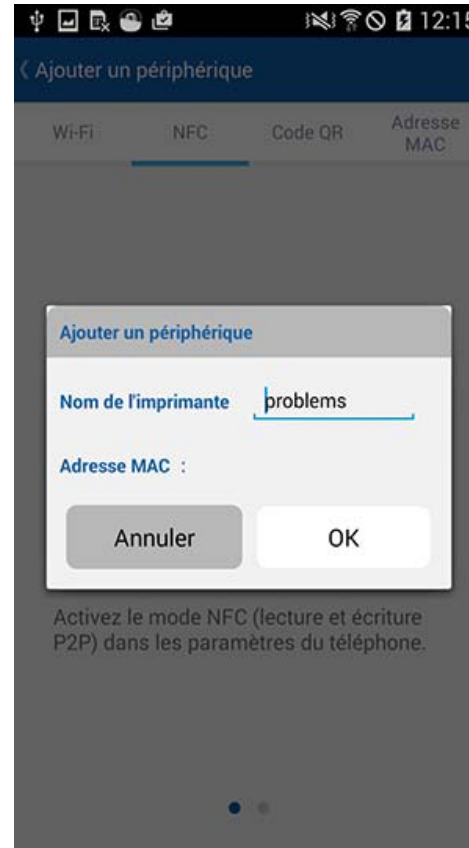 12:15
Ajouter un périphérique
Wi-Fi
NFC
Code QR
Adresse
MAC
Ajouter un périphérique
Nom de l'imprimante
problems
Adresse MAC :
Annuler
OK
Activez le mode NFC (lecture et écriture
P2P) dans les paramètres du téléphone.